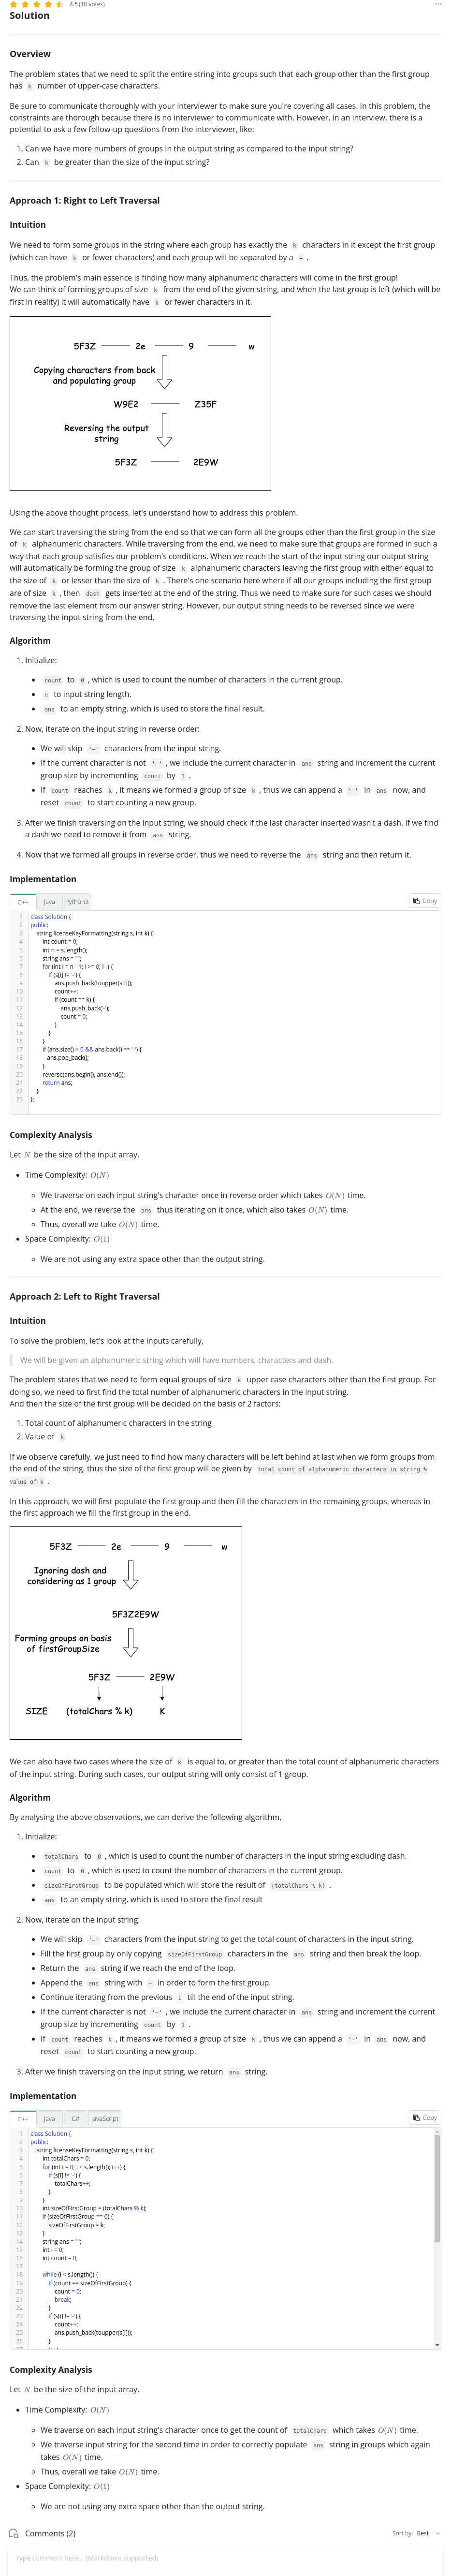 4.5 (10 votes)
Solution
Overview
The problem states that we need to split the entire string into groups such that each group other than the first group
has k number of upper-case characters.
Be sure to communicate thoroughly with your interviewer to make sure you're covering all cases. In this problem, the
constraints are thorough because there is no interviewer to communicate with. However, in an interview, there is a
potential to ask a few follow-up questions from the interviewer, like:
1. Can we have more numbers of groups in the output string as compared to the input string?
2. Can k be greater than the size of the input string?
Approach 1: Right to Left Traversal
Intuition
We need to form some groups in the string where each group has exactly the k characters in it except the first group
(which can have k or fewer characters) and each group will be separated by a – .
Thus, the problem's main essence is finding how many alphanumeric characters will come in the first group!
We can think of forming groups of size k from the end of the given string, and when the last group is left (which will be
first in reality) it will automatically have k or fewer characters in it.
5F3Z 2e 9 w
Copying characters from back
and populating group
W9E2 Z35F
Reversing the output
string
5F3Z 2E9W
Using the above thought process, let's understand how to address this problem.
We can start traversing the string from the end so that we can form all the groups other than the first group in the size
of k alphanumeric characters. While traversing from the end, we need to make sure that groups are formed in such a
way that each group satisfies our problem's conditions. When we reach the start of the input string our output string
will automatically be forming the group of size k alphanumeric characters leaving the first group with either equal to
the size of k or lesser than the size of k . There's one scenario here where if all our groups including the first group
are of size k , then dash gets inserted at the end of the string. Thus we need to make sure for such cases we should
remove the last element from our answer string. However, our output string needs to be reversed since we were
traversing the input string from the end.
Algorithm
1. Initialize:
• count to 0 , which is used to count the number of characters in the current group.
• n to input string length.
• ans to an empty string, which is used to store the final result.
2. Now, iterate on the input string in reverse order:
• We will skip '–' characters from the input string.
• If the current character is not '–' , we include the current character in ans string and increment the current
group size by incrementing count by 1 .
• If count reaches k , it means we formed a group of size k , thus we can append a '–' in ans now, and
reset count to start counting a new group.
3. After we finish traversing on the input string, we should check if the last character inserted wasn't a dash. If we find
a dash we need to remove it from ans string.
4. Now that we formed all groups in reverse order, thus we need to reverse the ans string and then return it.
Implementation
C++ Java Python3 Copy
1 class Solution {
2 public:
3 string licenseKeyFormatting(string s, int k) {
4 int count = 0;
5 int n = s.length();
6 string ans = "";
7 for (int i = n - 1; i >= 0; i--) {
8 if (s[i] != '-') {
9 ans.push_back(toupper(s[i]));
10 count++;
11 if (count == k) {
12 ans.push_back('-');
13 count = 0;
14 }
15 }
16 }
17 if (ans.size() > 0 && ans.back() == '-') {
18 ans.pop_back();
19 }
20 reverse(ans.begin(), ans.end());
21 return ans;
22 }
23 };
Complexity Analysis
Let N be the size of the input array.
• Time Complexity: O(N)
○ We traverse on each input string's character once in reverse order which takes O(N) time.
○ At the end, we reverse the ans thus iterating on it once, which also takes O(N) time.
○ Thus, overall we take O(N) time.
• Space Complexity: O(1)
○ We are not using any extra space other than the output string.
Approach 2: Left to Right Traversal
Intuition
To solve the problem, let's look at the inputs carefully,
We will be given an alphanumeric string which will have numbers, characters and dash.
The problem states that we need to form equal groups of size k upper case characters other than the first group. For
doing so, we need to first find the total number of alphanumeric characters in the input string.
And then the size of the first group will be decided on the basis of 2 factors:
1. Total count of alphanumeric characters in the string
2. Value of k
If we observe carefully, we just need to find how many characters will be left behind at last when we form groups from
the end of the string, thus the size of the first group will be given by total count of alphanumeric characters in string %
value of k .
In this approach, we will first populate the first group and then fill the characters in the remaining groups, whereas in
the first approach we fill the first group in the end.
5F3Z 2e 9 w
Ignoring dash and
considering as 1 group
5F3Z2E9W
Forming groups on basis
of firstGroupSize
5F3Z 2E9W
SIZE (totalChars % k) K
We can also have two cases where the size of k is equal to, or greater than the total count of alphanumeric characters
of the input string. During such cases, our output string will only consist of 1 group.
Algorithm
By analysing the above observations, we can derive the following algorithm,
1. Initialize:
• totalChars to 0 , which is used to count the number of characters in the input string excluding dash.
• count to 0 , which is used to count the number of characters in the current group.
• sizeOfFirstGroup to be populated which will store the result of (totalChars % k) .
• ans to an empty string, which is used to store the final result
2. Now, iterate on the input string:
• We will skip '–' characters from the input string to get the total count of characters in the input string.
• Fill the first group by only copying sizeOfFirstGroup characters in the ans string and then break the loop.
• Return the ans string if we reach the end of the loop.
• Append the ans string with – in order to form the first group.
• Continue iterating from the previous i till the end of the input string.
• If the current character is not '–' , we include the current character in ans string and increment the current
group size by incrementing count by 1 .
• If count reaches k , it means we formed a group of size k , thus we can append a '–' in ans now, and
reset count to start counting a new group.
3. After we finish traversing on the input string, we return ans string.
Implementation
C++ Java C# JavaScript Copy
1 class Solution {
2 public:
3 string licenseKeyFormatting(string s, int k) {
4 int totalChars = 0;
5 for (int i = 0; i < s.length(); i++) {
6 if (s[i] != '-') {
7 totalChars++;
8 }
9 }
10 int sizeOfFirstGroup = (totalChars % k);
11 if (sizeOfFirstGroup == 0) {
12 sizeOfFirstGroup = k;
13 }
14 string ans = "";
15 int i = 0;
16 int count = 0;
17
18 while (i < s.length()) {
19 if (count == sizeOfFirstGroup) {
20 count = 0;
21 break;
22 }
23 if (s[i] != '-') {
24 count++;
25 ans.push_back(toupper(s[i]));
26 }
Complexity Analysis
Let N be the size of the input array.
• Time Complexity: O(N)
○ We traverse on each input string's character once to get the count of totalChars which takes O(N) time.
○ We traverse input string for the second time in order to correctly populate ans string in groups which again
takes O(N) time.
○ Thus, overall we take O(N) time.
• Space Complexity: O(1)
○ We are not using any extra space other than the output string.
Comments (2) Sort by: Best
Type comment here... (Markdown supported)